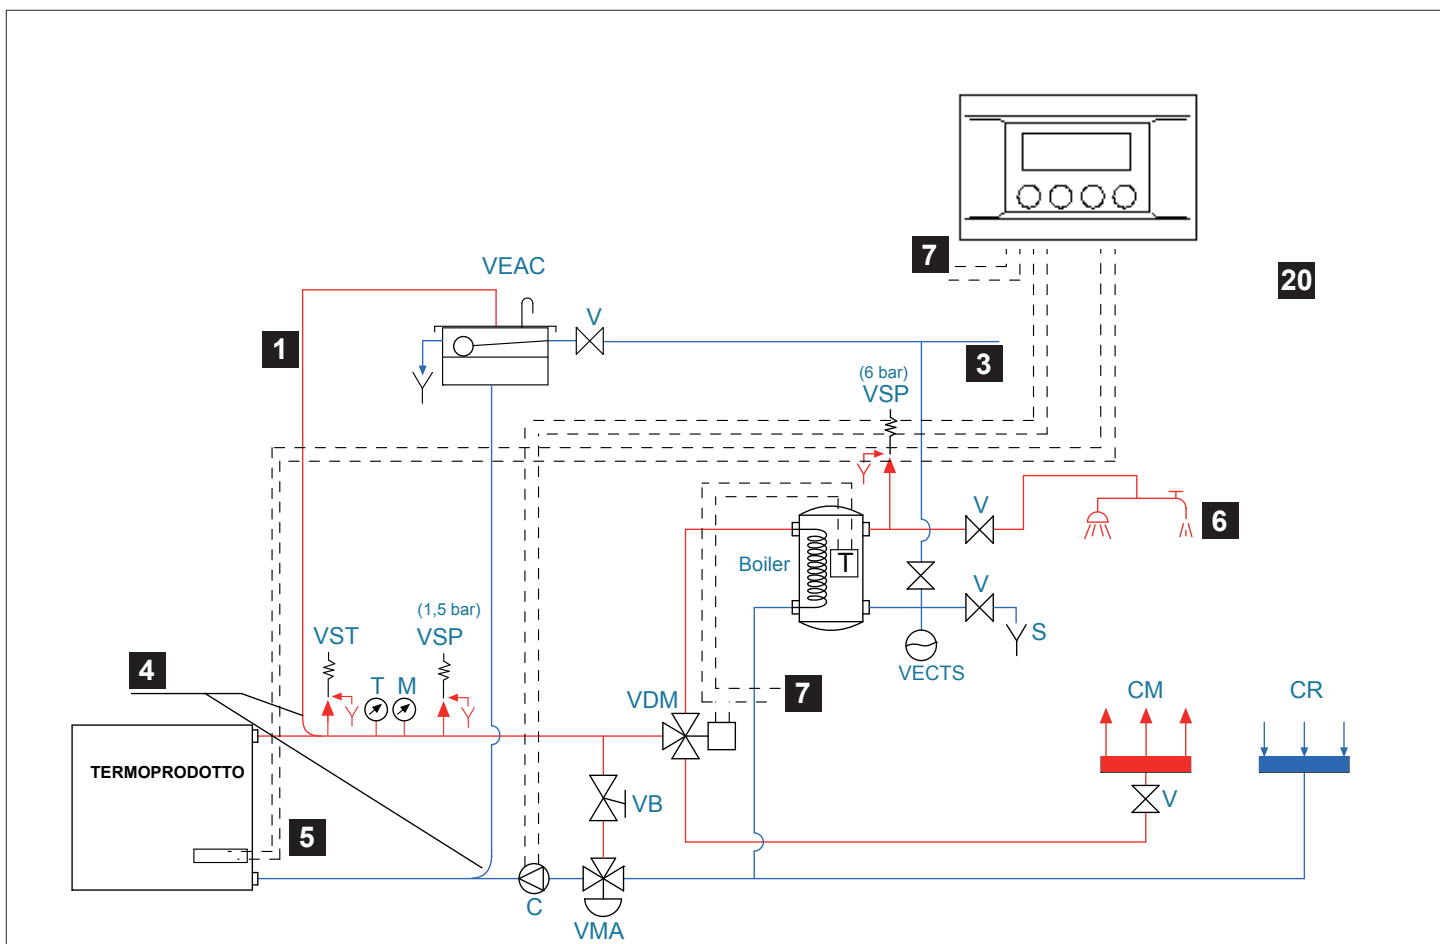 7
20
VEAC
V
1
3
(6 bar)
VSP
V
6
Boiler
T
V
S
(1,5 bar)
VST
VSP
VECTS
4
T
M
7
VDM
CM
CR
TERMOPRODOTTO
VB
V
5
C
VMA